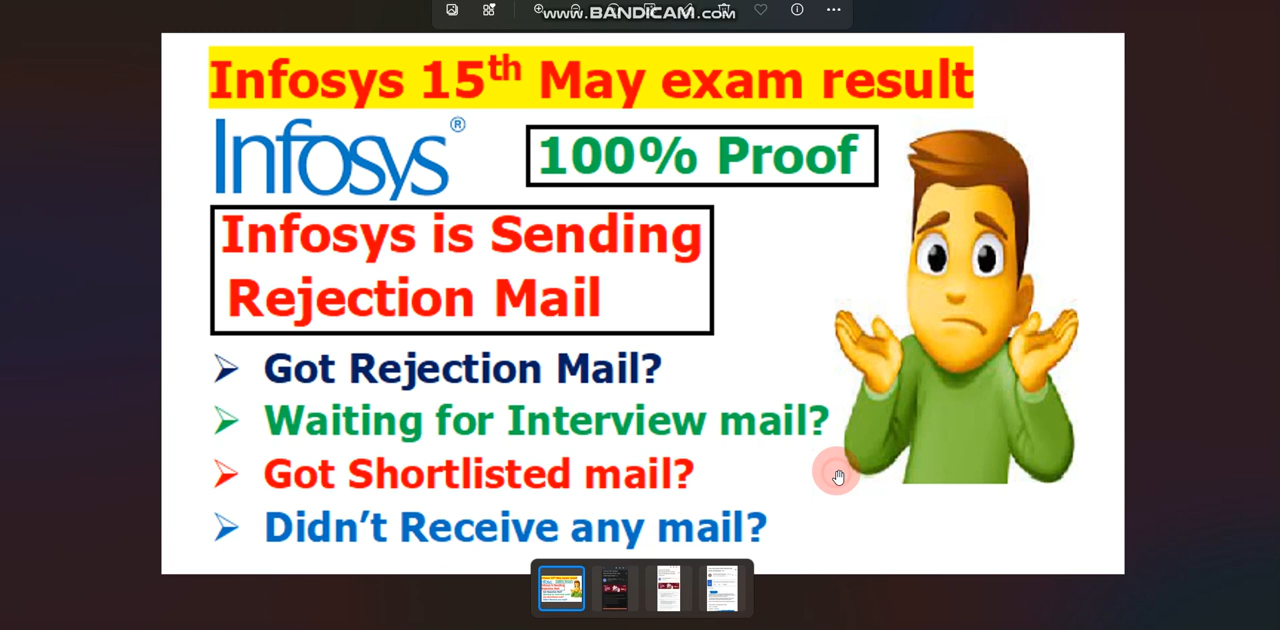 www.BANDICAM.com
Infosys 15th May exam result
Infosys®
100% Proof
Infosys is Sending
Rejection Mail
➢ Got Rejection Mail?
➢ Waiting for Interview mail?
➢ Got Shortlisted mail?
➢ Didn't Receive any mail?